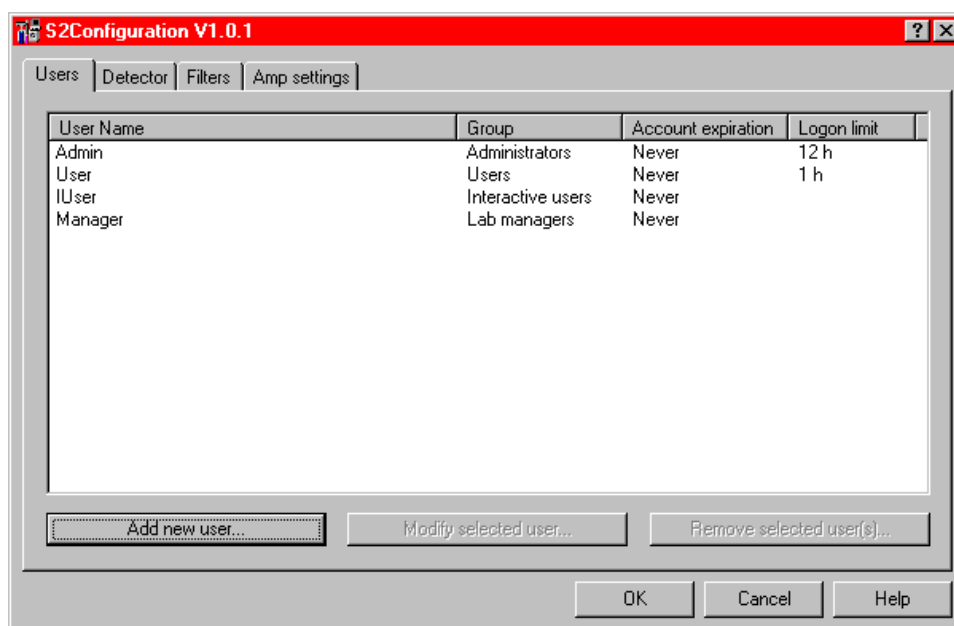 S2Configuration V1.0.1
Users Detector Filters Amp settings
User Name Group Account expiration Logon limit
Admin Administrators Never 12 h
User Users Never 1 h
IUser Interactive users Never
Manager Lab managers Never
Add new user... Modify selected user... Remove selected user(s)...
OK Cancel Help